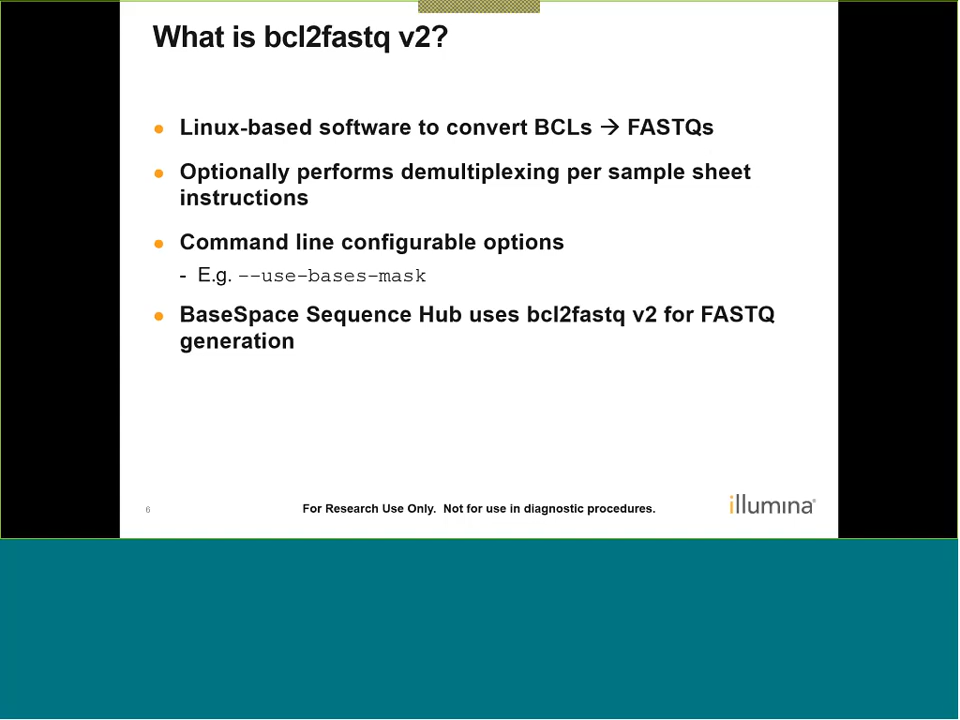 What is bcl2fastq v2?
● Linux-based software to convert BCLs → FASTQs
● Optionally performs demultiplexing per sample sheet
instructions
● Command line configurable options
- E.g. --use-bases-mask
● BaseSpace Sequence Hub uses bcl2fastq v2 for FASTQ
generation
6
For Research Use Only. Not for use in diagnostic procedures.
illumina®